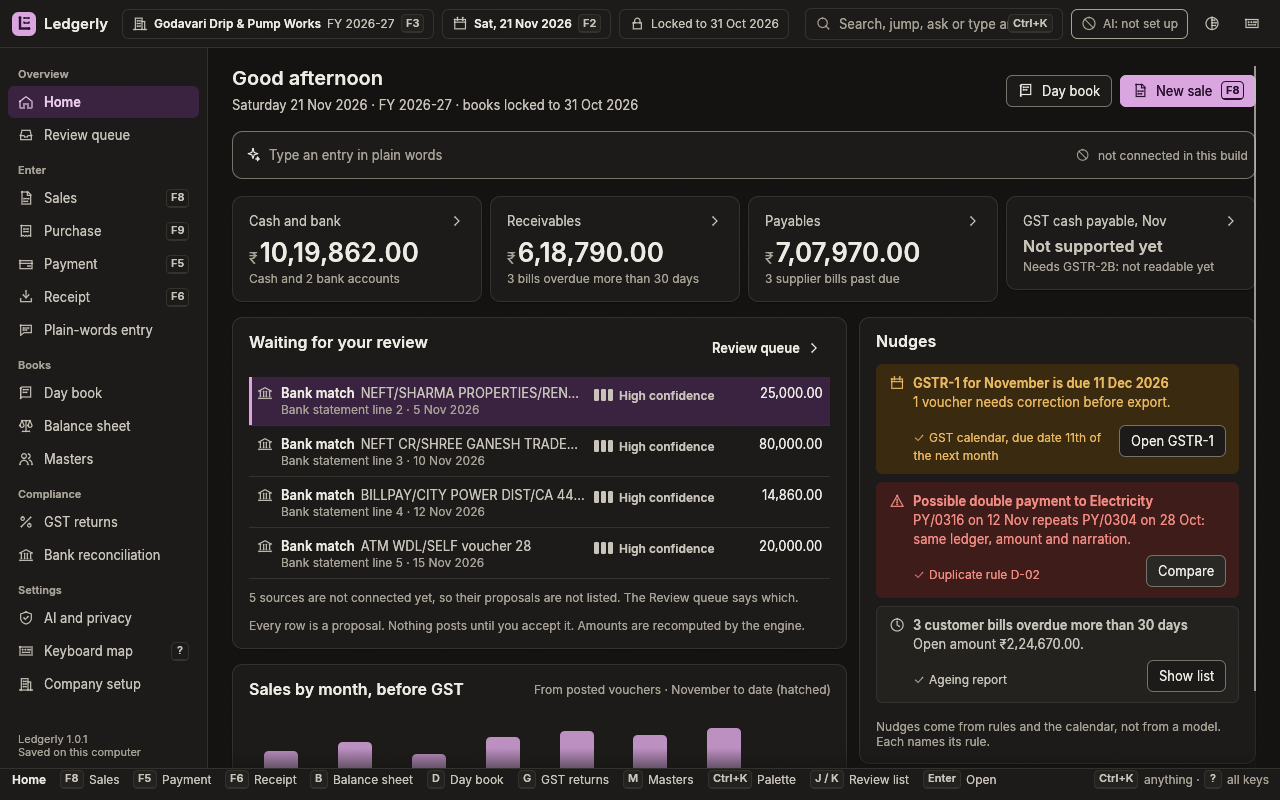 Ledgerly
Godavari Drip & Pump Works FY 2026-27 F3
Sat, 21 Nov 2026 F2
Locked to 31 Oct 2026
Search, jump, ask or type a Ctrl+K
AI: not set up
Overview
Home
Review queue
Enter
Sales F8
Purchase F9
Payment F5
Receipt F6
Plain-words entry
Books
Day book
Balance sheet
Masters
Compliance
GST returns
Bank reconciliation
Settings
AI and privacy
Keyboard map ?
Company setup
Ledgerly 1.0.1
Saved on this computer
Good afternoon
Saturday 21 Nov 2026 · FY 2026-27 · books locked to 31 Oct 2026
Day book
New sale F8
Type an entry in plain words
not connected in this build
Cash and bank
₹10,19,862.00
Cash and 2 bank accounts
Receivables
₹6,18,790.00
3 bills overdue more than 30 days
Payables
₹7,07,970.00
3 supplier bills past due
GST cash payable, Nov
Not supported yet
Needs GSTR-2B: not readable yet
Waiting for your review
Review queue
Bank match NEFT/SHARMA PROPERTIES/REN... High confidence 25,000.00
Bank statement line 2 · 5 Nov 2026
Bank match NEFT CR/SHREE GANESH TRADE... High confidence 80,000.00
Bank statement line 3 · 10 Nov 2026
Bank match BILLPAY/CITY POWER DIST/CA 44... High confidence 14,860.00
Bank statement line 4 · 12 Nov 2026
Bank match ATM WDL/SELF voucher 28 High confidence 20,000.00
Bank statement line 5 · 15 Nov 2026
5 sources are not connected yet, so their proposals are not listed. The Review queue says which.
Every row is a proposal. Nothing posts until you accept it. Amounts are recomputed by the engine.
Sales by month, before GST
From posted vouchers · November to date (hatched)
Nudges
GSTR-1 for November is due 11 Dec 2026
1 voucher needs correction before export.
✓ GST calendar, due date 11th of
the next month
Open GSTR-1
Possible double payment to Electricity
PY/0316 on 12 Nov repeats PY/0304 on 28 Oct:
same ledger, amount and narration.
✓ Duplicate rule D-02
Compare
3 customer bills overdue more than 30 days
Open amount ₹2,24,670.00.
✓ Ageing report
Show list
Nudges come from rules and the calendar, not from a model.
Each names its rule.
Home F8 Sales F5 Payment F6 Receipt B Balance sheet D Day book G GST returns M Masters Ctrl+K Palette J / K Review list Enter Open Ctrl+K anything · ? all keys